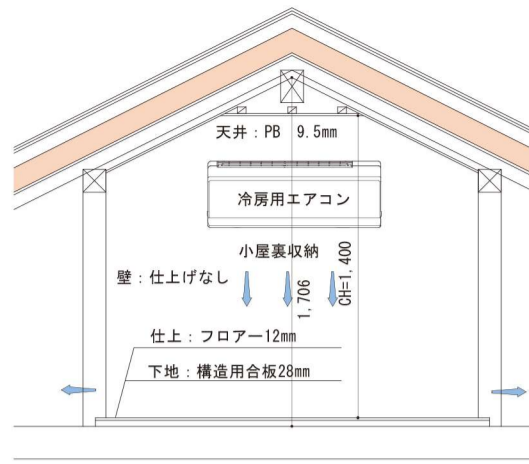 天井：PB 9.5mm
冷房用エアコン
小屋裏収納
壁：仕上げなし
1,706
CH=1,400
仕上：フロアー12mm
下地：構造用合板28mm